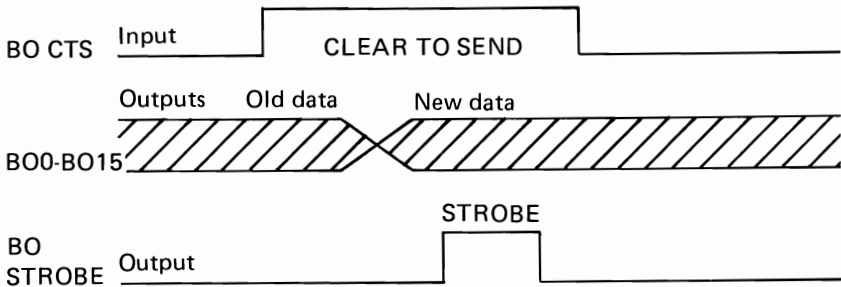 BO CTS Input CLEAR TO SEND
Outputs Old data New data
BO0-BO15
STROBE
BO
STROBE Output